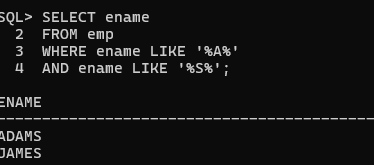 SQL> SELECT ename
  2  FROM emp
  3  WHERE ename LIKE '%A%'
  4  AND ename LIKE '%S%';
ENAME
--------------------------------------------
ADAMS
JAMES